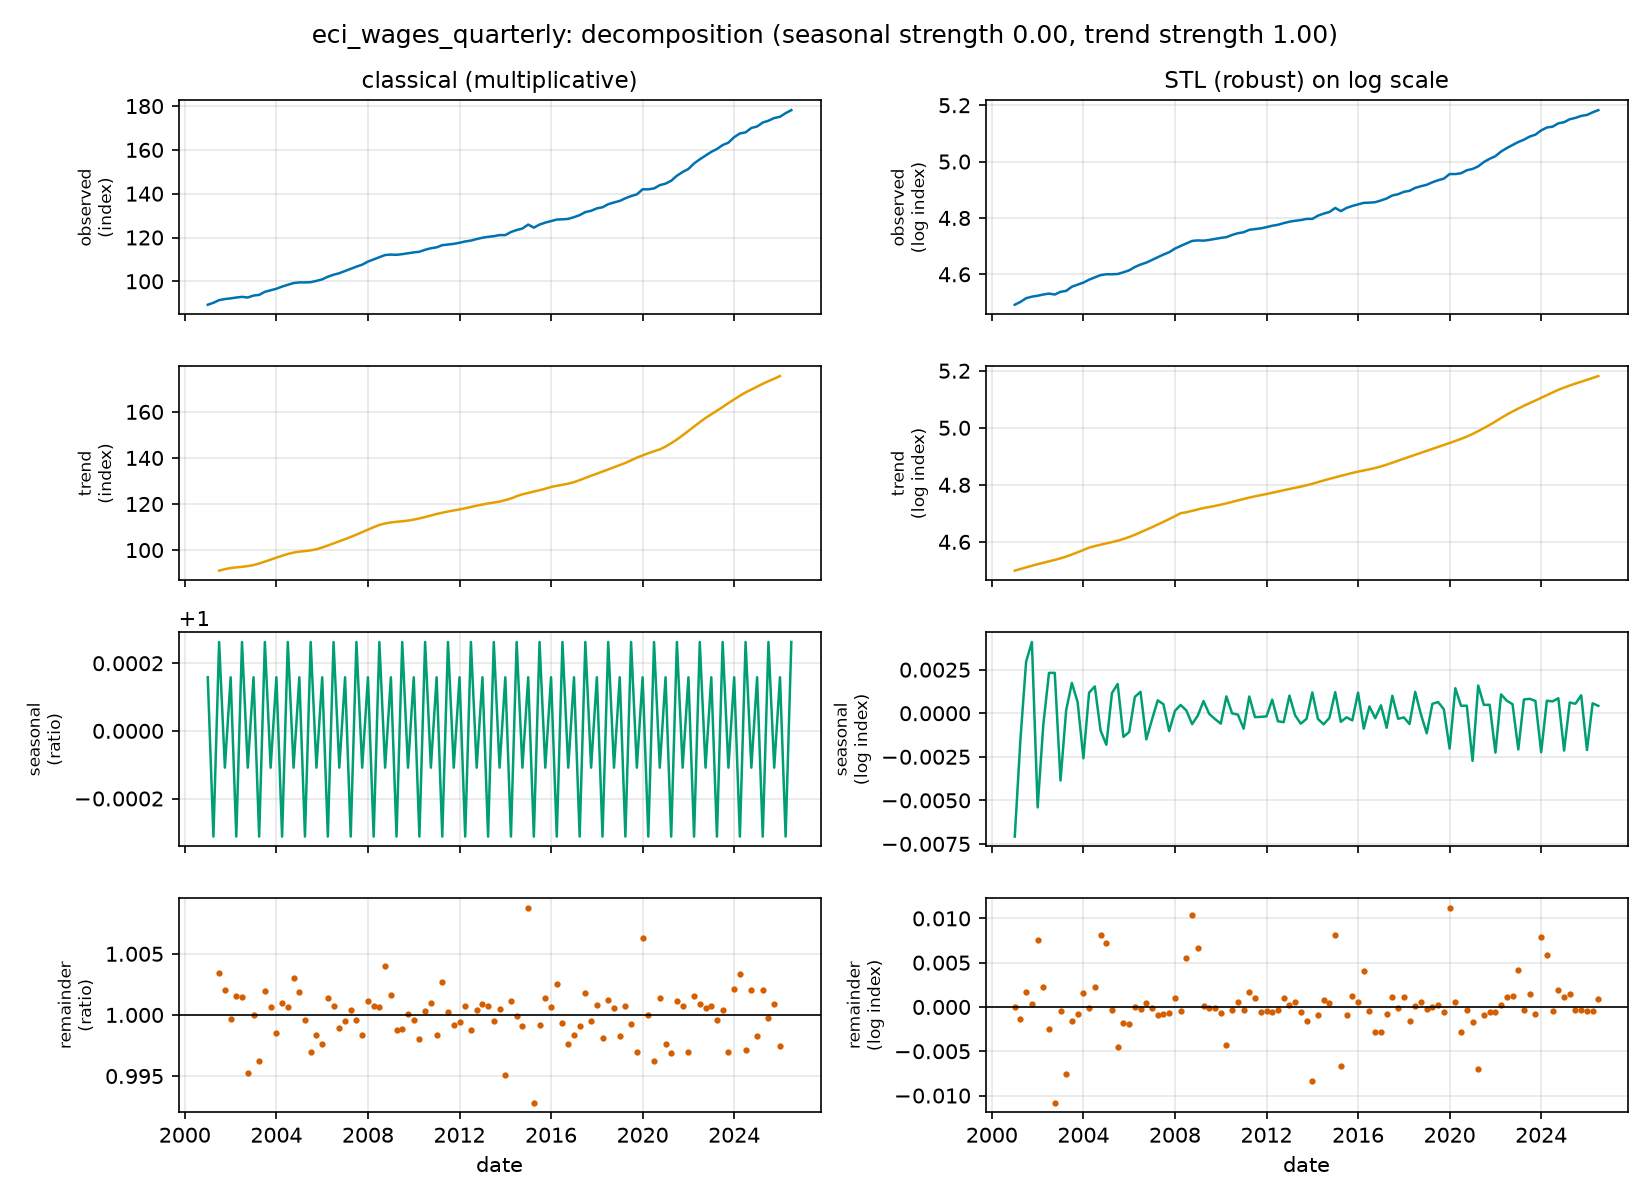 eci_wages_quarterly: decomposition (seasonal strength 0.00, trend strength 1.00)
classical (multiplicative)
STL (robust) on log scale
180
160
140
120
100
observed
(index)
5.2
5.0
4.8
4.6
observed
(log index)
160
140
120
100
trend
(index)
5.2
5.0
4.8
4.6
trend
(log index)
+1
0.0002
0.0000
−0.0002
seasonal
(ratio)
0.0025
0.0000
−0.0025
−0.0050
−0.0075
seasonal
(log index)
1.005
1.000
0.995
remainder
(ratio)
2000 2004 2008 2012 2016 2020 2024
date
0.010
0.005
0.000
−0.005
−0.010
remainder
(log index)
2000 2004 2008 2012 2016 2020 2024
date